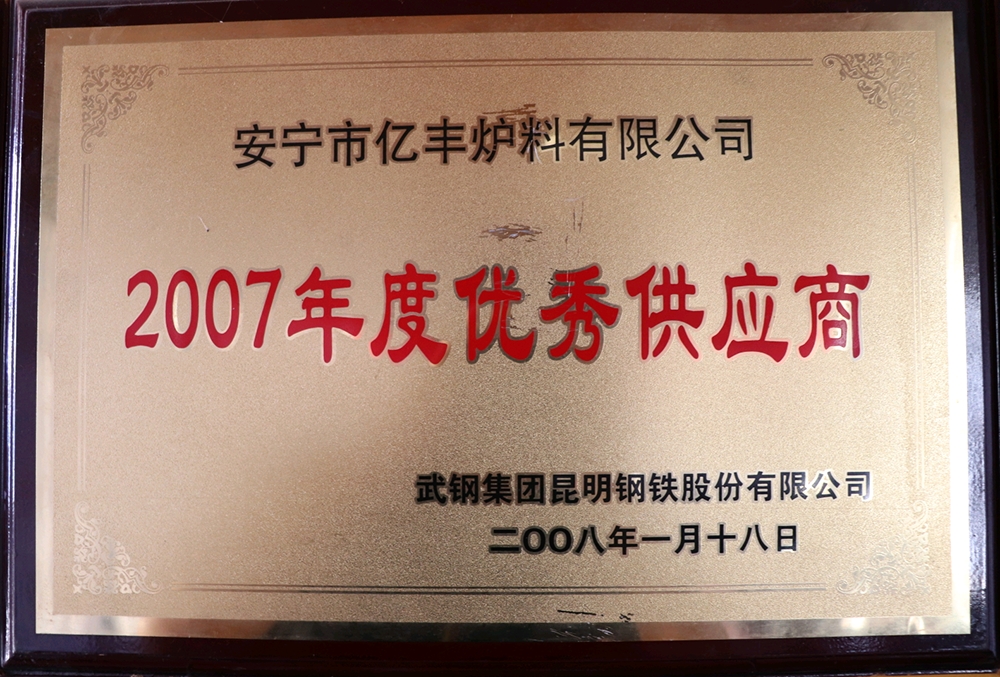 安宁市亿丰炉料有限公司
2007年度优秀供应商
武钢集团昆明钢铁股份有限公司
二OO八年一月十八日